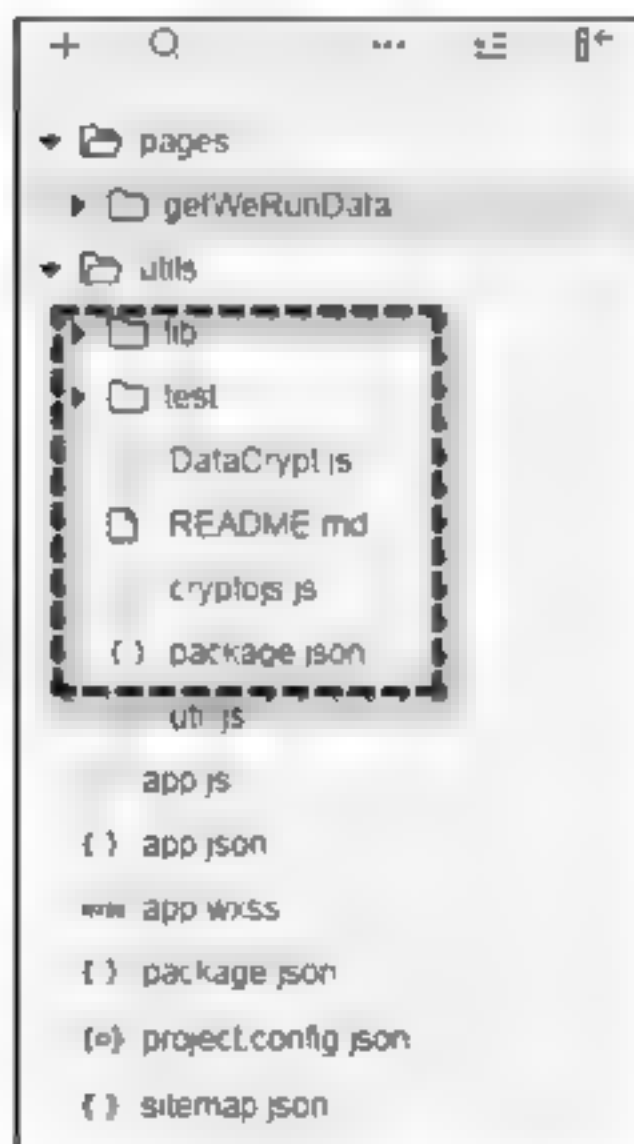 pages
getWeRunData
utils
lib
test
DataCrypt.js
README.md
cryptojs.js
package.json
util.js
app.js
app.json
app.wxss
package.json
project.config.json
sitemap.json